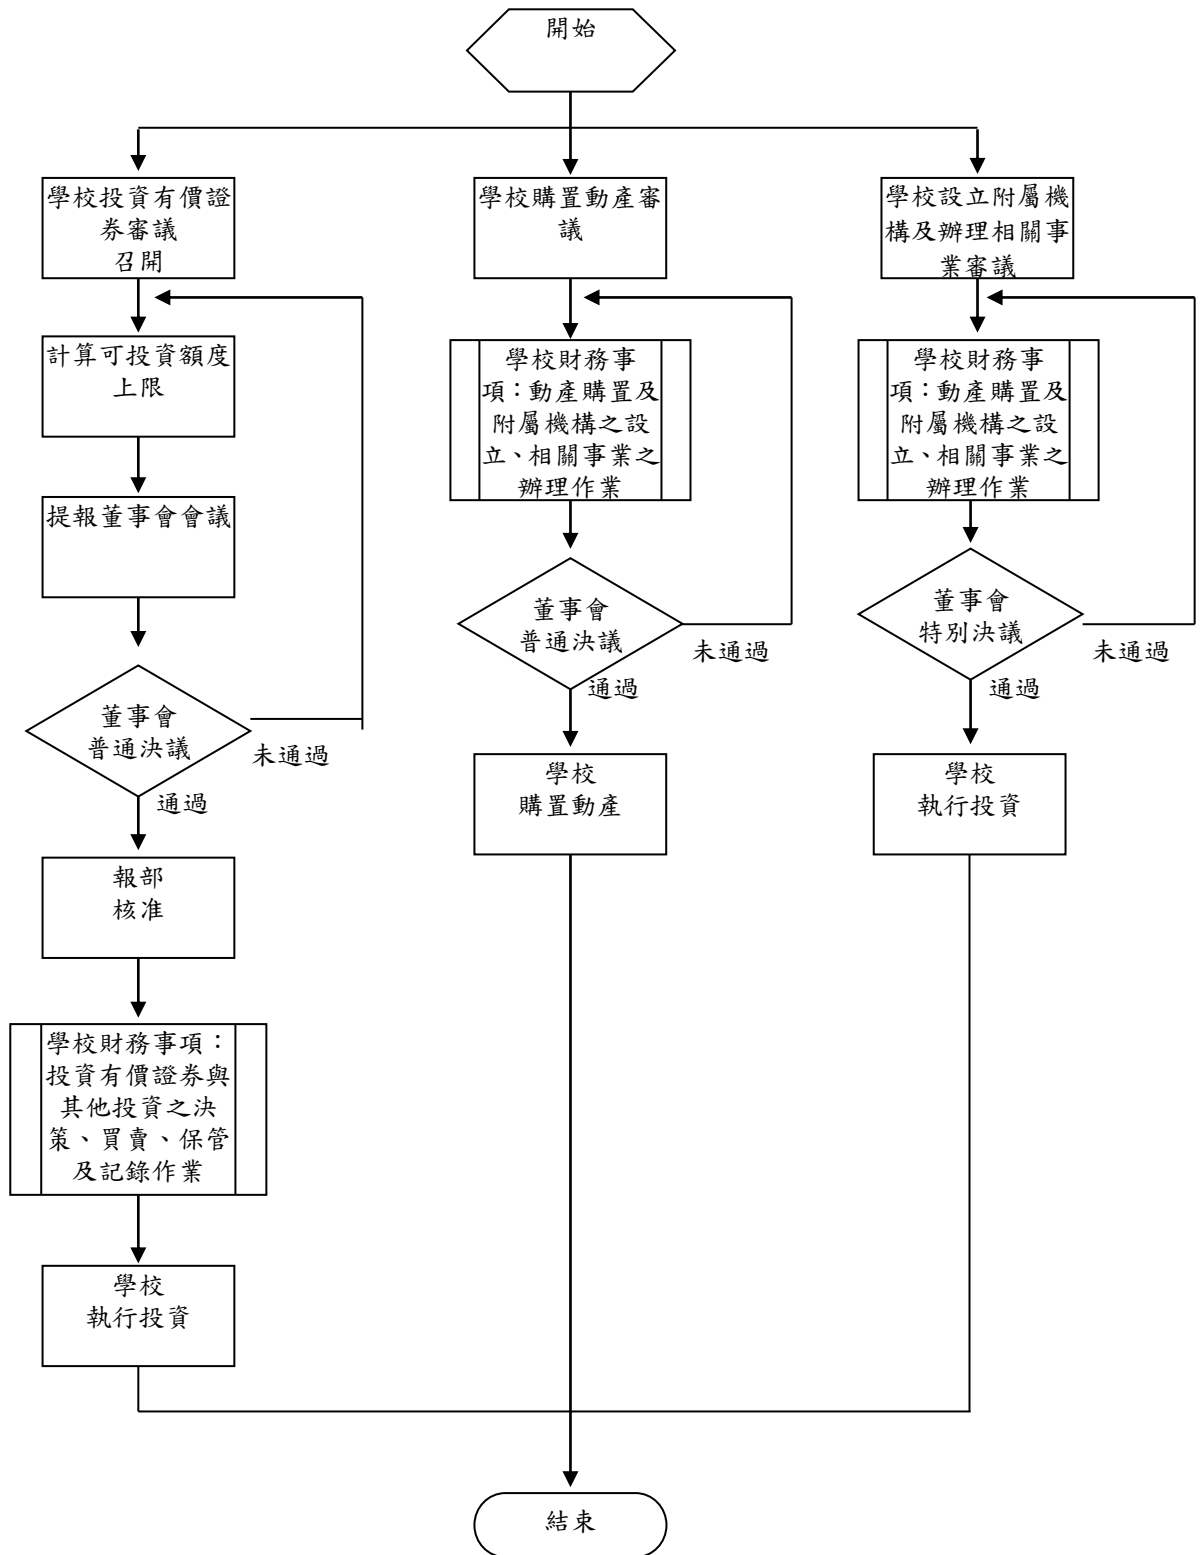 開始
學校投資有價證
券審議
召開
計算可投資額度
上限
提報董事會會議
董事會
普通決議
未通過
通過
報部
核准
學校財務事項：
投資有價證券與
其他投資之決
策、買賣、保管
及記錄作業
學校
執行投資
學校購置動產審
議
學校財務事
項：動產購置及
附屬機構之設
立、相關事業之
辦理作業
董事會
普通決議
未通過
通過
學校
購置動產
學校設立附屬機
構及辦理相關事
業審議
學校財務事
項：動產購置及
附屬機構之設
立、相關事業之
辦理作業
董事會
特別決議
未通過
通過
學校
執行投資
結束